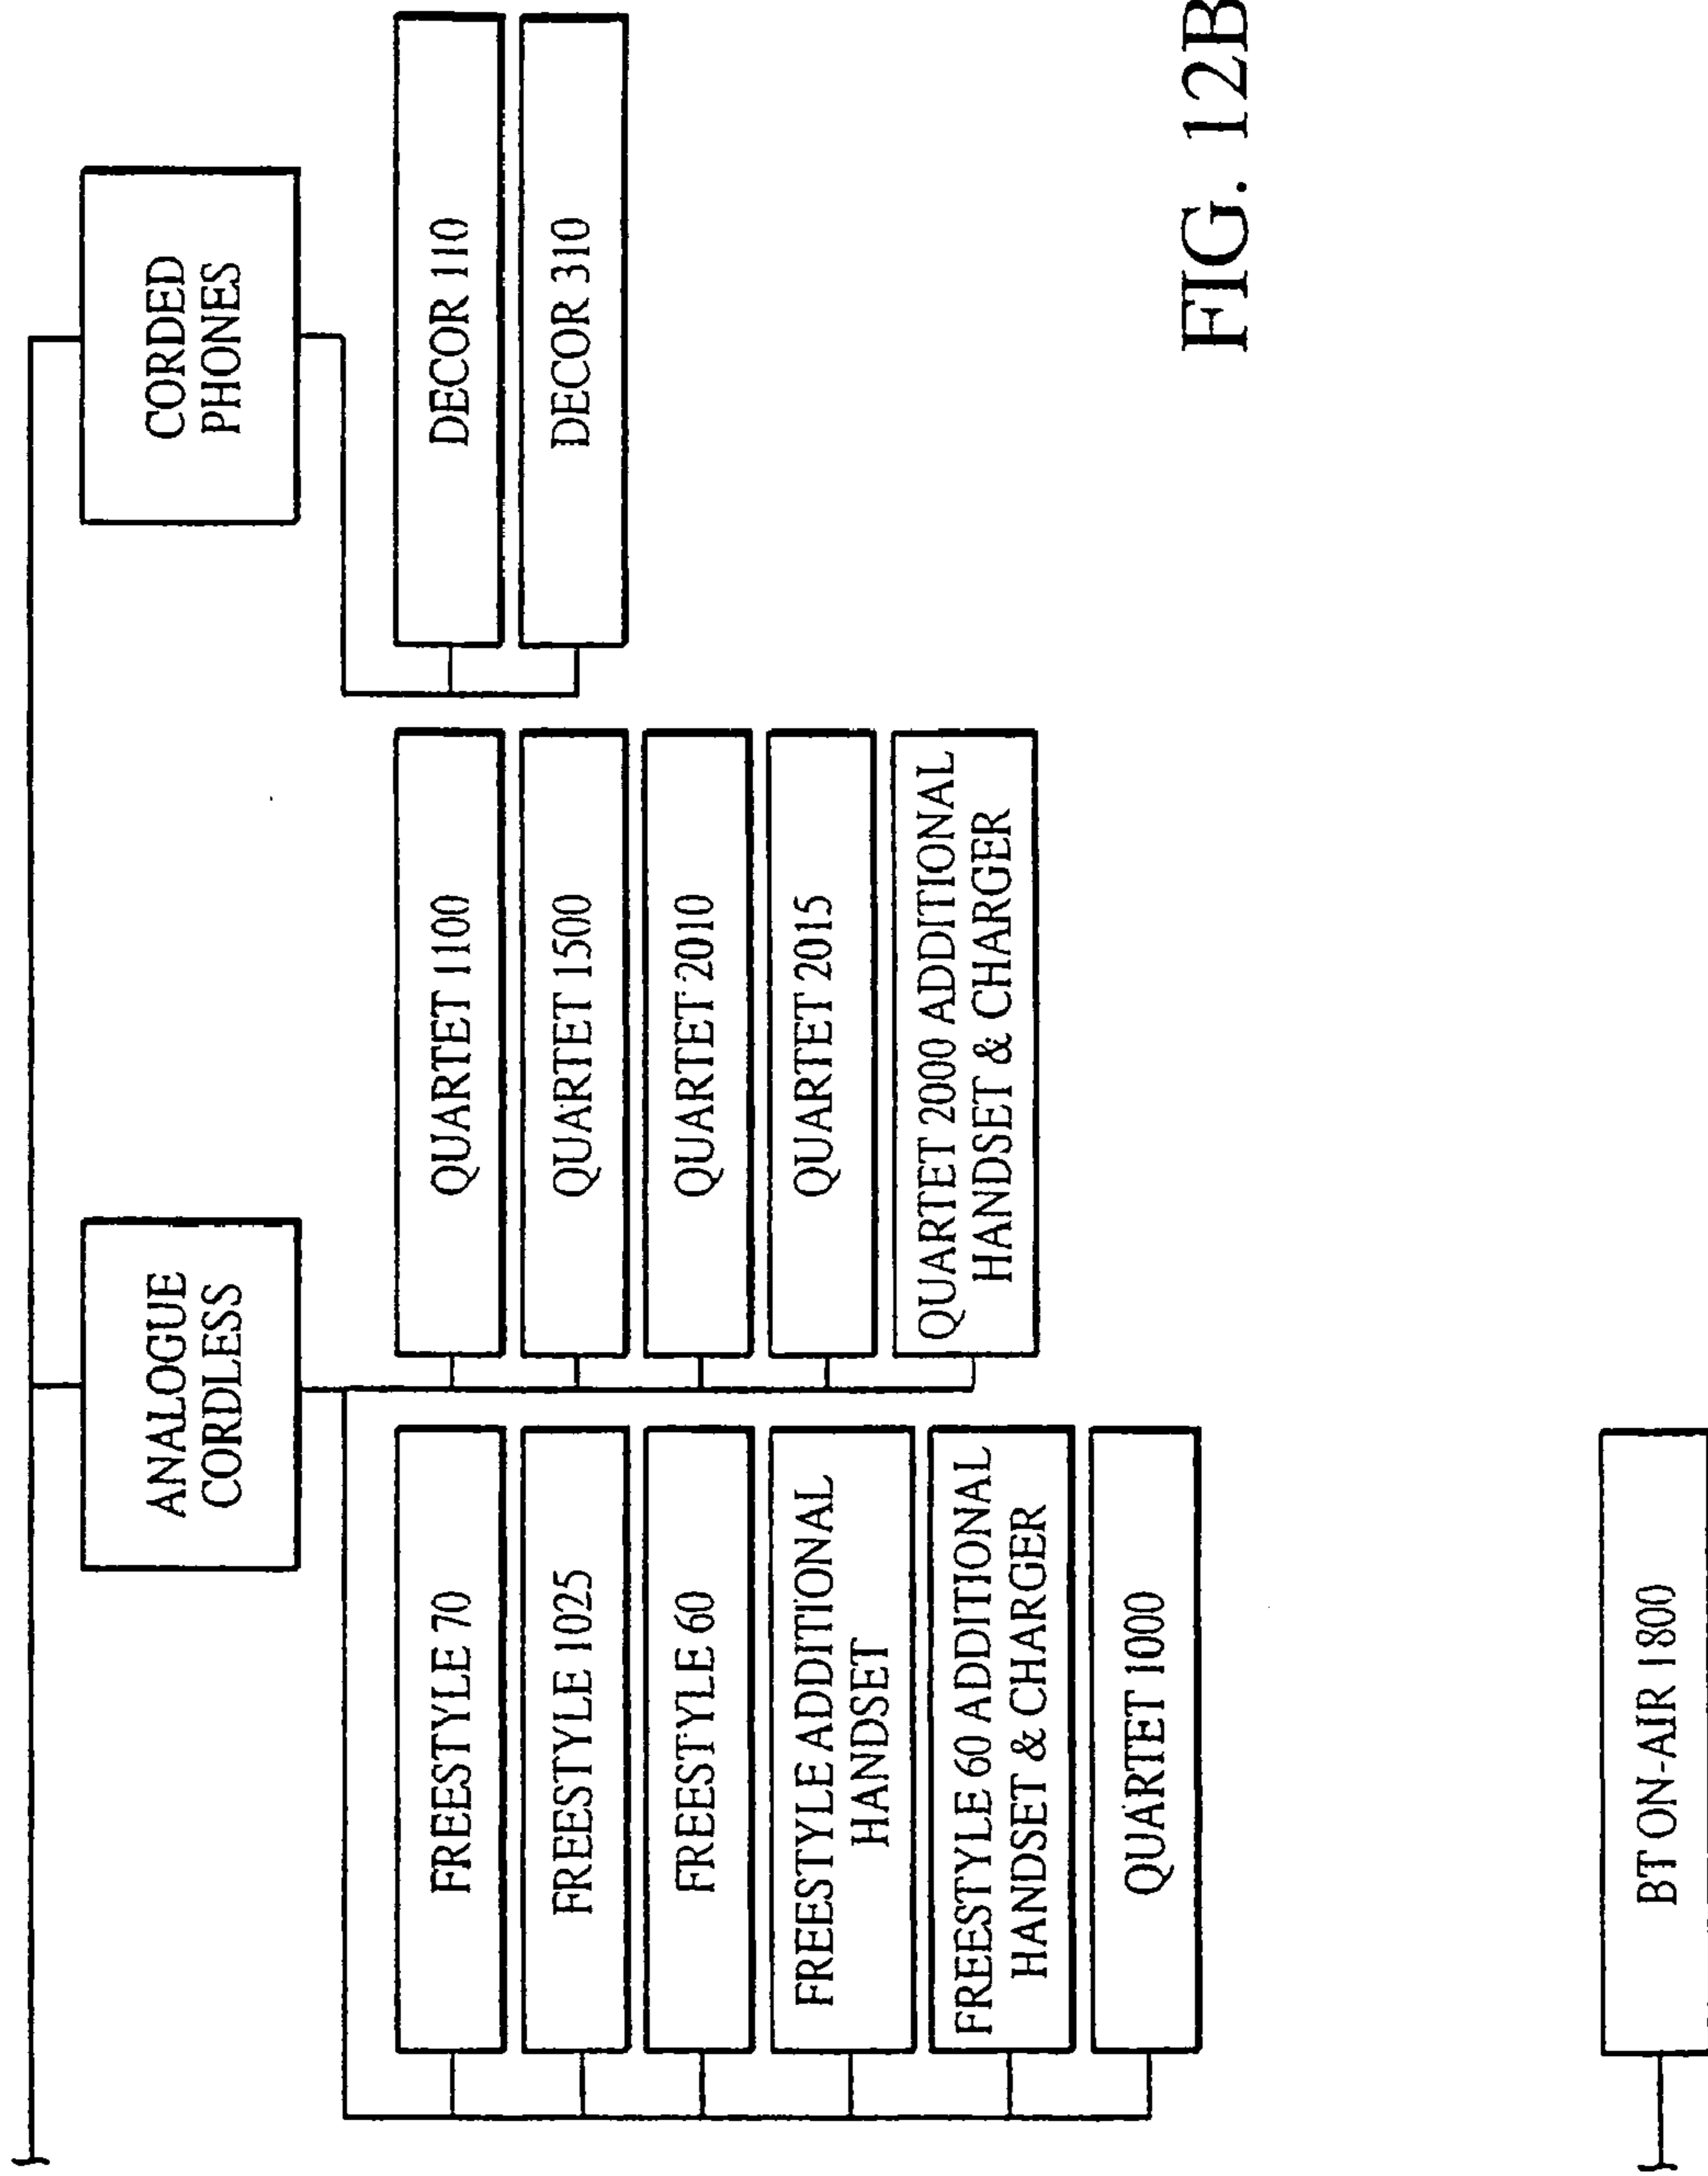 ANALOGUE
CORDLESS
CORDED
PHONES
FREESTYLE 70
FREESTYLE 1025
FREESTYLE 60
FREESTYLE ADDITIONAL
HANDSET
FREESTYLE 60 ADDITIONAL
HANDSET & CHARGER
QUARTET 1000
QUARTET 1100
QUARTET 1500
QUARTET 2010
QUARTET 2015
QUARTET 2000 ADDITIONAL
HANDSET & CHARGER
DECOR 110
DECOR 310
BT ON-AIR 1800
FIG. 12B